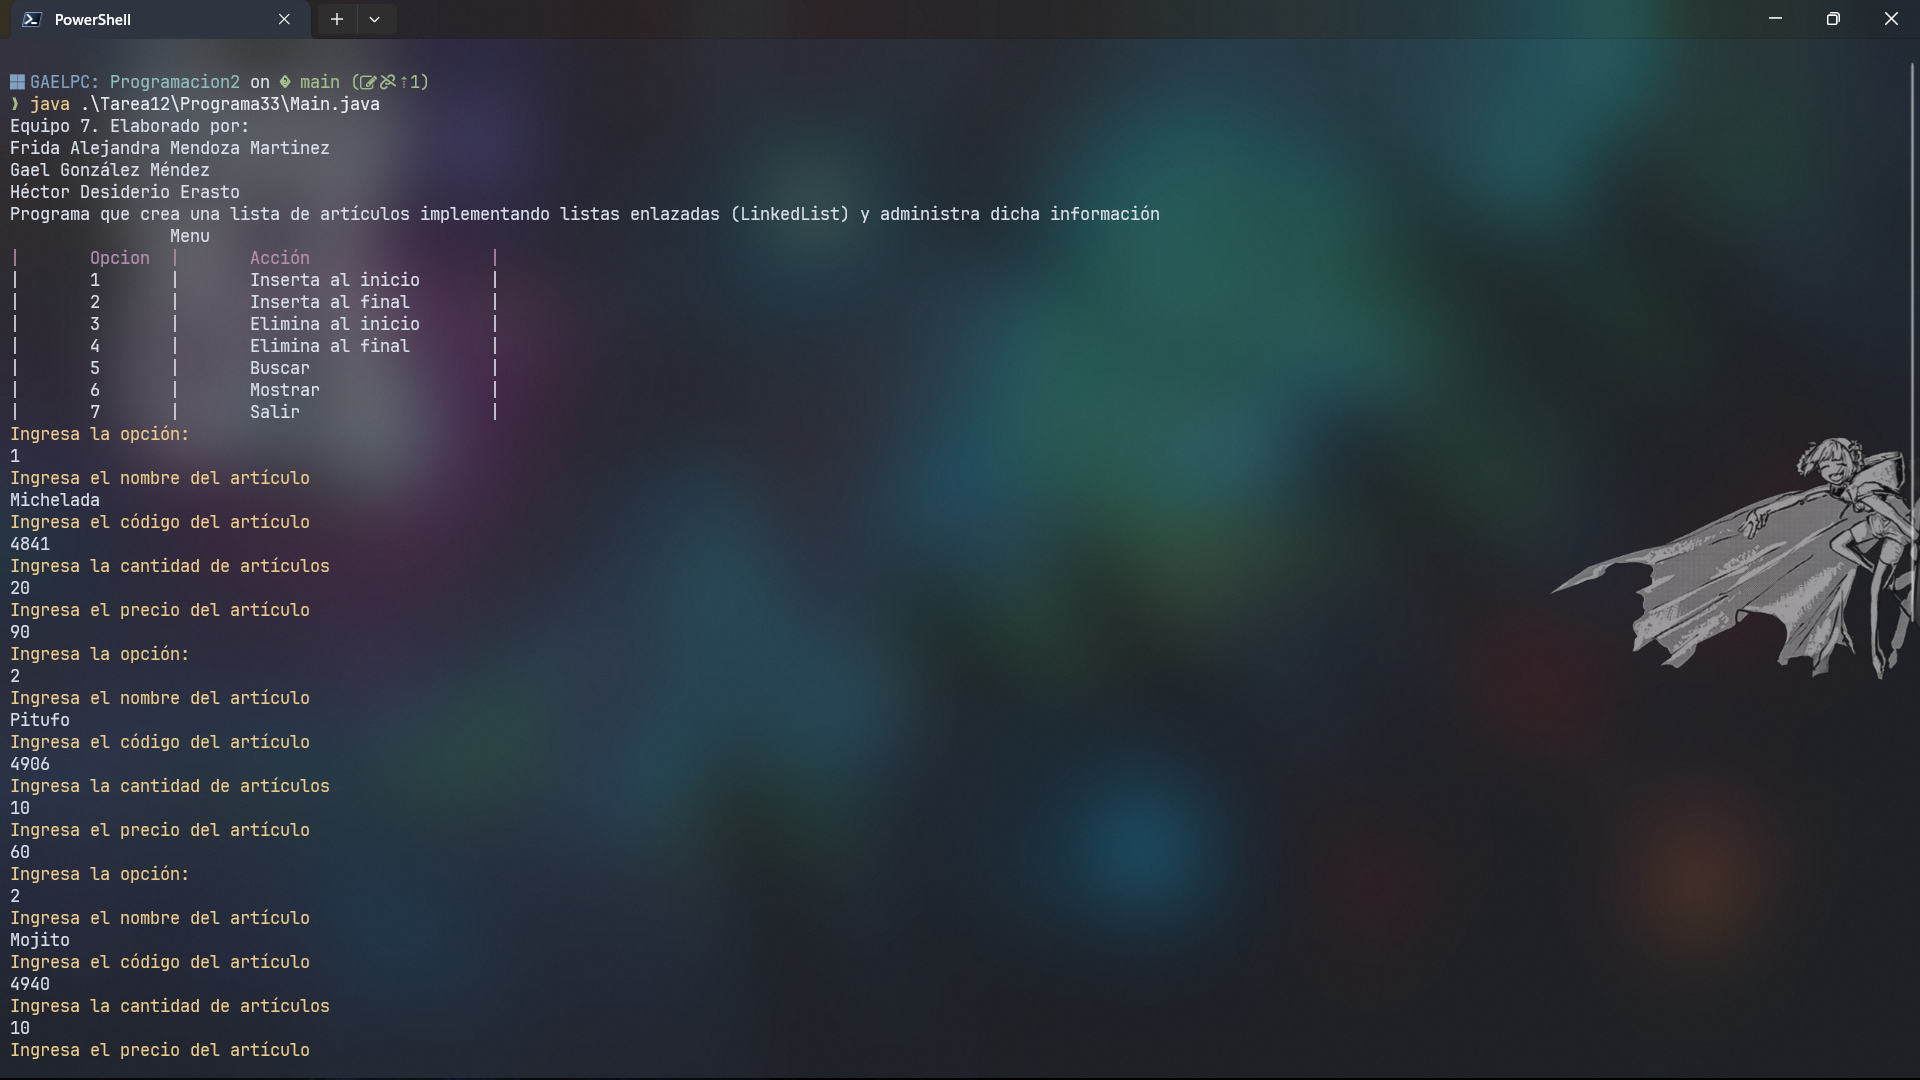 PowerShell
GAELPC: Programacion2 on main (↑1)
❯ java .\Tarea12\Programa33\Main.java
Equipo 7. Elaborado por:
Frida Alejandra Mendoza Martinez
Gael González Méndez
Héctor Desiderio Erasto
Programa que crea una lista de artículos implementando listas enlazadas (LinkedList) y administra dicha información
Menu
| Opcion | Acción |
| 1 | Inserta al inicio |
| 2 | Inserta al final |
| 3 | Elimina al inicio |
| 4 | Elimina al final |
| 5 | Buscar |
| 6 | Mostrar |
| 7 | Salir |
Ingresa la opción:
1
Ingresa el nombre del artículo
Michelada
Ingresa el código del artículo
4841
Ingresa la cantidad de artículos
20
Ingresa el precio del artículo
90
Ingresa la opción:
2
Ingresa el nombre del artículo
Pitufo
Ingresa el código del artículo
4906
Ingresa la cantidad de artículos
10
Ingresa el precio del artículo
60
Ingresa la opción:
2
Ingresa el nombre del artículo
Mojito
Ingresa el código del artículo
4940
Ingresa la cantidad de artículos
10
Ingresa el precio del artículo